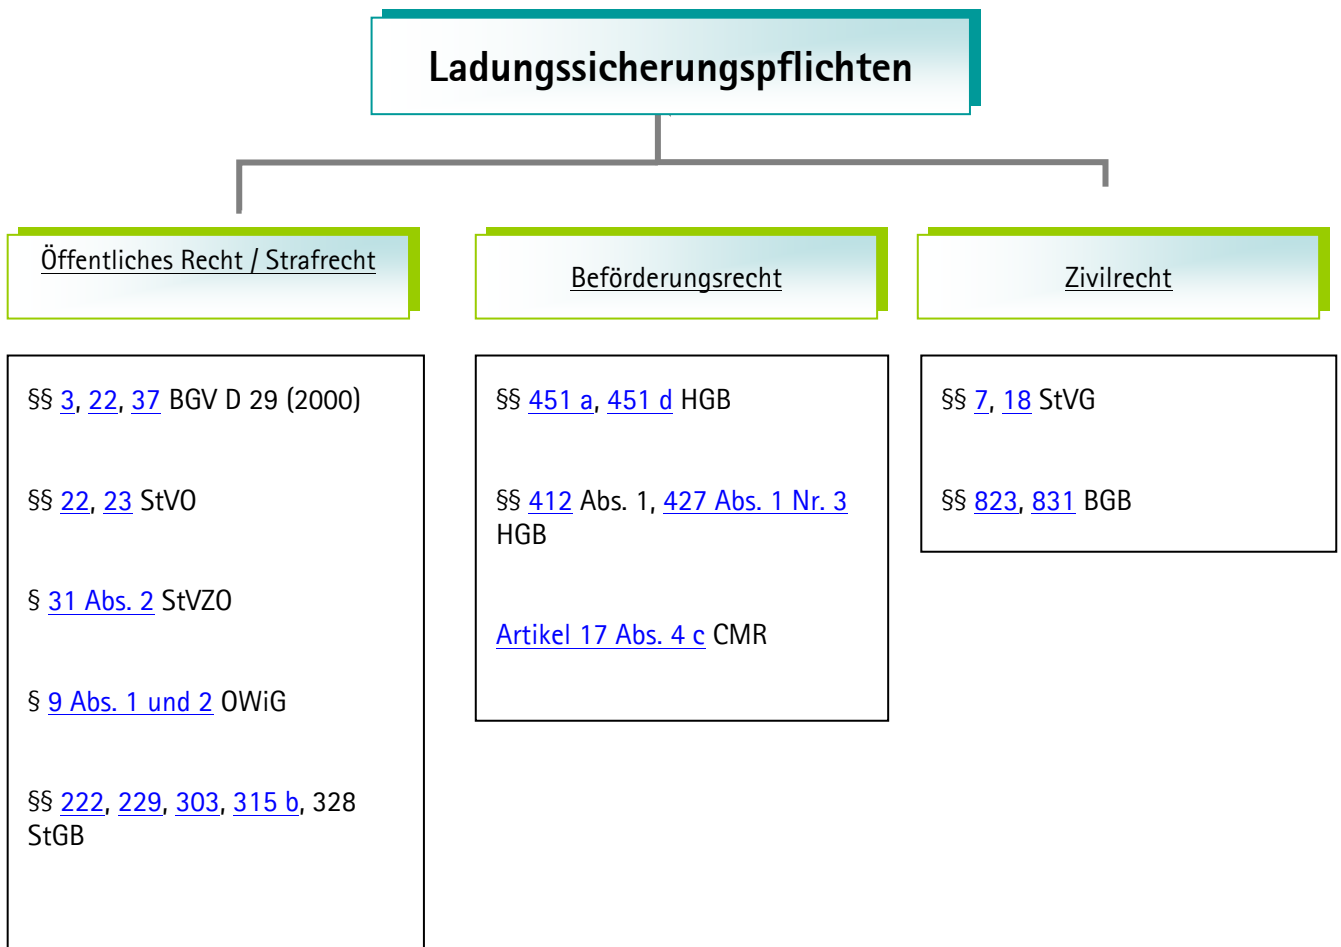 Ladungssicherungspflichten
Öffentliches Recht / Strafrecht
§§ 3, 22, 37 BGV D 29 (2000)
§§ 22, 23 StVO
§ 31 Abs. 2 StVZO
§ 9 Abs. 1 und 2 OWiG
§§ 222, 229, 303, 315 b, 328
StGB
Beförderungsrecht
§§ 451 a, 451 d HGB
§§ 412 Abs. 1, 427 Abs. 1 Nr. 3
HGB
Artikel 17 Abs. 4 c CMR
Zivilrecht
§§ 7, 18 StVG
§§ 823, 831 BGB